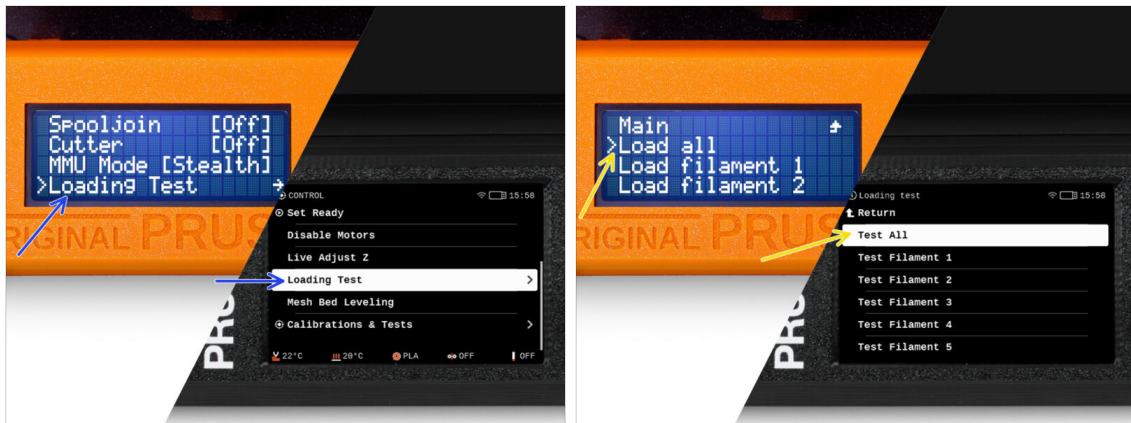 Spooljoin [Off]
Cutter [Off]
MMU Mode [Stealth]
>Loading Test
ORIGINAL PRUS
CONTROL 15:58
Set Ready
Disable Motors
Live Adjust Z
Loading Test
Mesh Bed Leveling
Calibrations & Tests
22°C 20°C PLA OFF OFF
PRUS
Main
>Load all
Load filament 1
Load filament 2
RIGINAL PRUS
Loading test 15:58
Return
Test All
Test Filament 1
Test Filament 2
Test Filament 3
Test Filament 4
Test Filament 5
PRUS